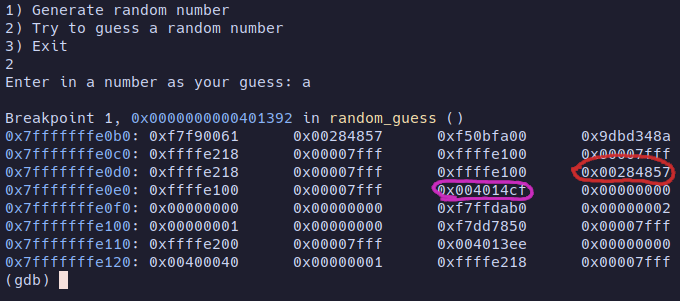 1) Generate random number
2) Try to guess a random number
3) Exit
2
Enter in a number as your guess: a
Breakpoint 1, 0x0000000000401392 in random_guess ()
0x7fffffffe0b0: 0xf7f90061 0x00284857 0xf50bfa00 0x9dbd348a
0x7fffffffe0c0: 0xffffe218 0x00007fff 0xffffe100 0x00007fff
0x7fffffffe0d0: 0xffffe218 0x00007fff 0xffffe100 0x00284857
0x7fffffffe0e0: 0xffffe100 0x00007fff 0x004014cf 0x00000000
0x7fffffffe0f0: 0x00000000 0x00000000 0xf7ffdab0 0x00000002
0x7fffffffe100: 0x00000001 0x00000000 0xf7dd7850 0x00007fff
0x7fffffffe110: 0xffffe200 0x00007fff 0x004013ee 0x00000000
0x7fffffffe120: 0x00400040 0x00000001 0xffffe218 0x00007fff
(gdb)